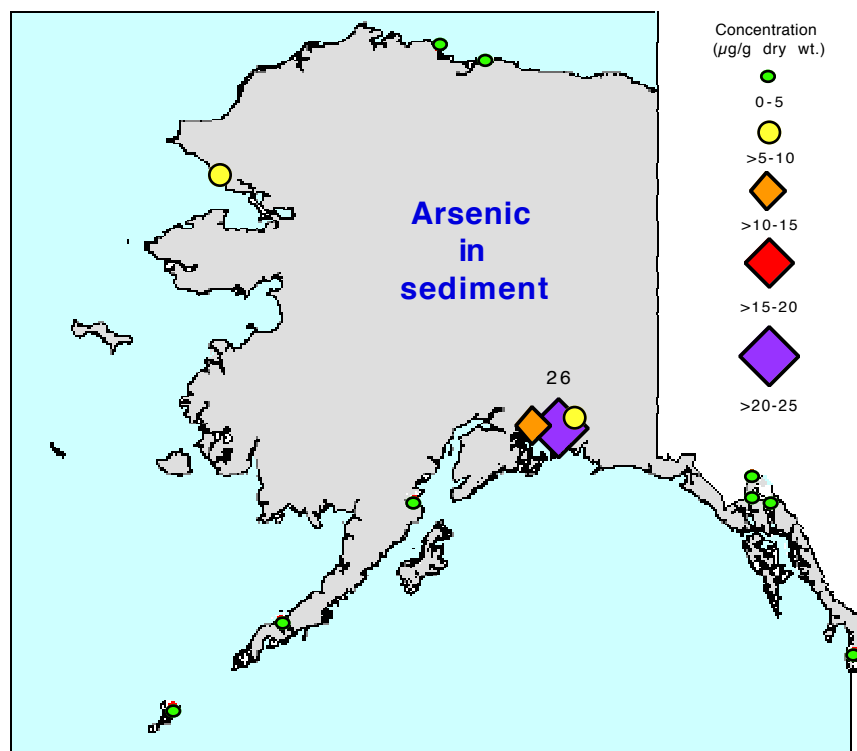 Concentration
(µg/g dry wt.)
0-5
>5-10
>10-15
>15-20
>20-25
Arsenic
in
sediment
26